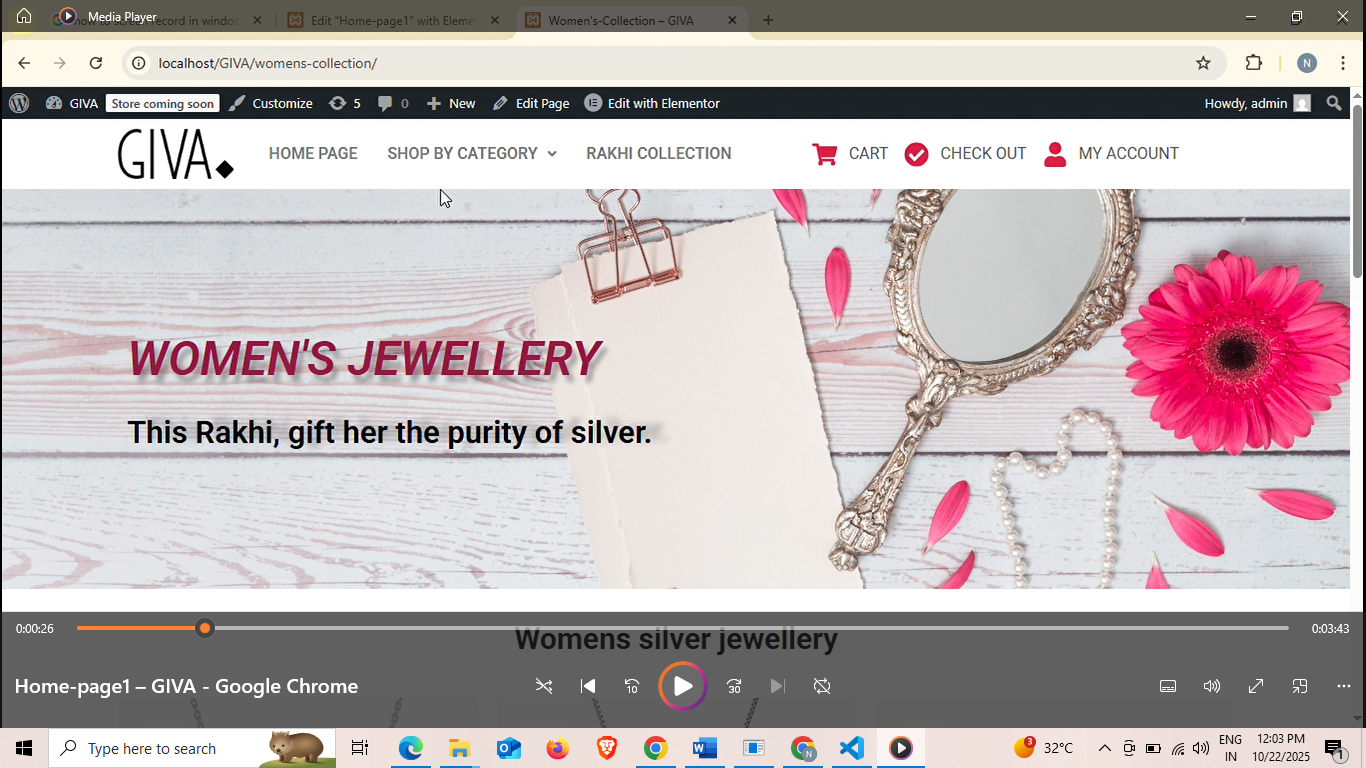 Media Player
how to screen record in windo
Edit "Home-page1" with Eleme
Women's-Collection – GIVA
localhost/GIVA/womens-collection/
N
GIVA
Store coming soon
Customize
5
0
New
Edit Page
Edit with Elementor
Howdy, admin
GIVA
HOME PAGE
SHOP BY CATEGORY
RAKHI COLLECTION
CART
CHECK OUT
MY ACCOUNT
WOMEN'S JEWELLERY
This Rakhi, gift her the purity of silver.
0:00:26
0:03:43
Womens silver jewellery
Home-page1 – GIVA - Google Chrome
10
30
Type here to search
3
32°C
ENG
IN
12:03 PM
10/22/2025
1